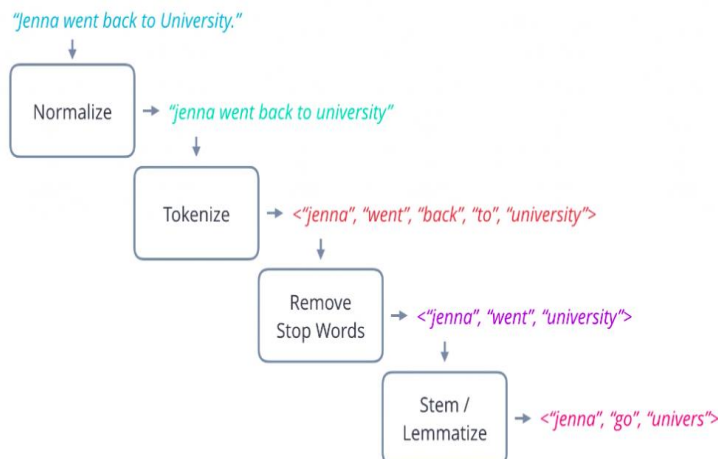 “Jenna went back to University.”
Normalize
“jenna went back to university”
Tokenize
<“jenna”, “went”, “back”, “to”, “university”>
Remove
Stop Words
<“jenna”, “went”, “university”>
Stem /
Lemmatize
<“jenna”, “go”, “univers”>